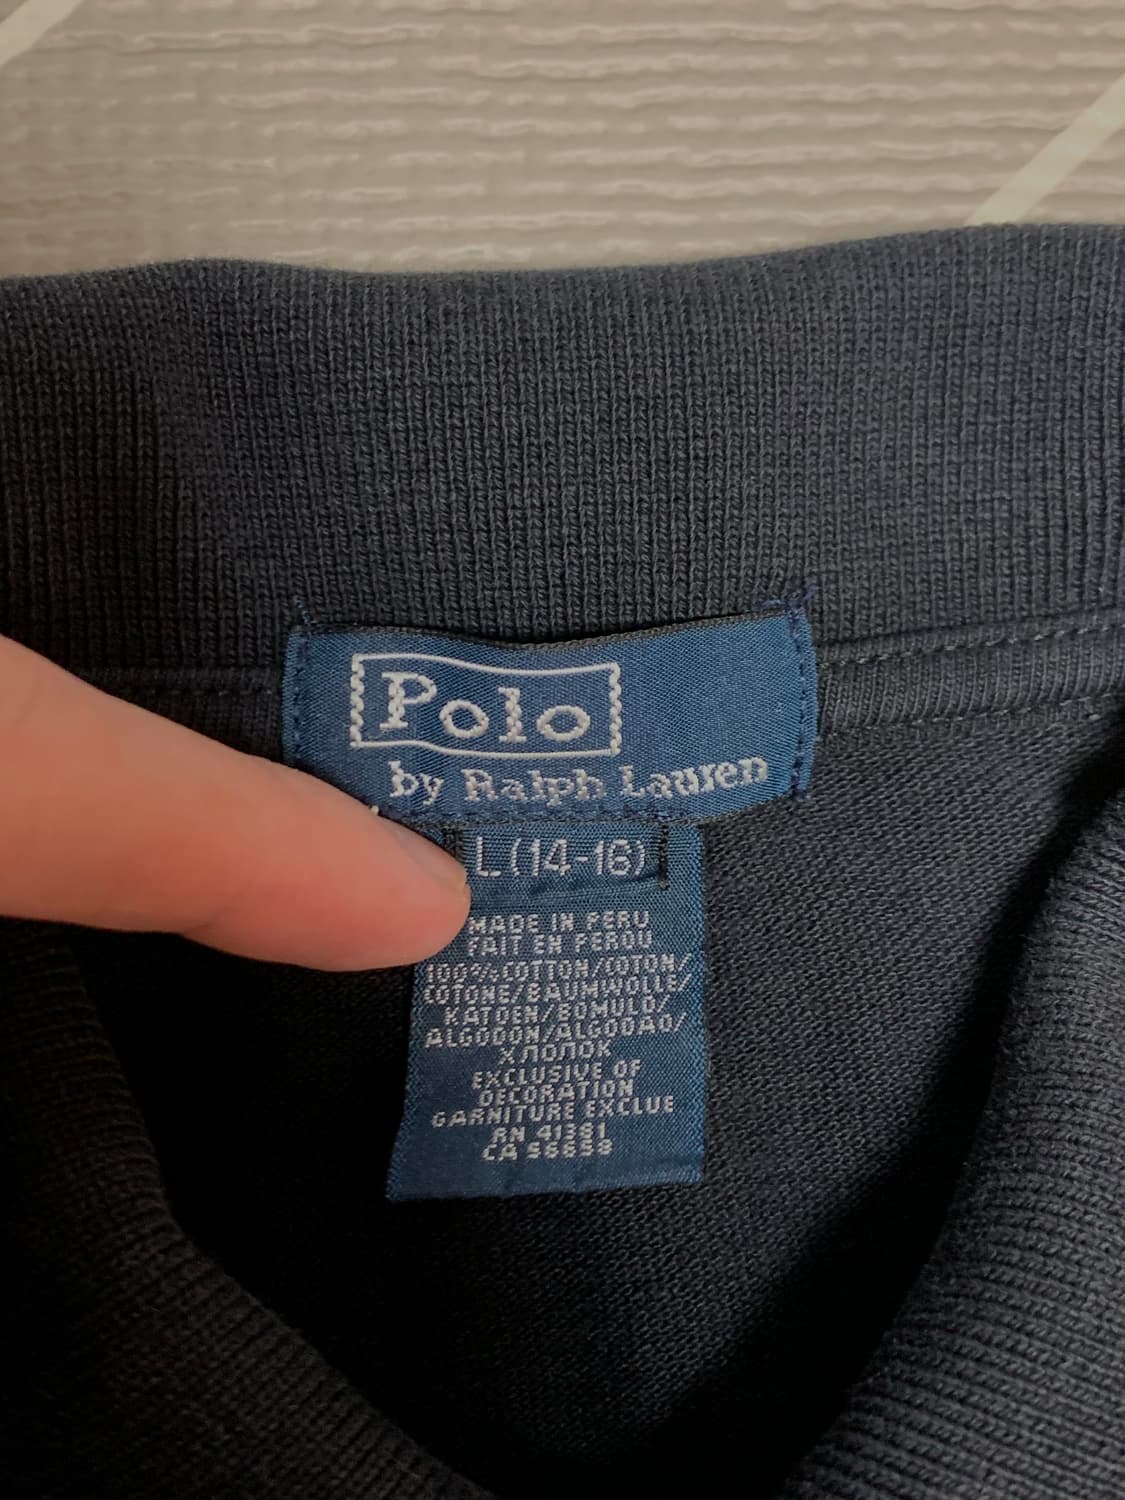 Polo
by Ralph Lauren
L (14-16)
MADE IN PERU
FAIT EN PEROU
100% COTTON/COTON/
COTONE/BAUMWOLLE/
KATOEN/BOMULD/
ALGODON/ALGODAO/
ХЛОПОК
EXCLUSIVE OF
DECORATION
GARNITURE EXCLUE
RN 41381
CA 56658